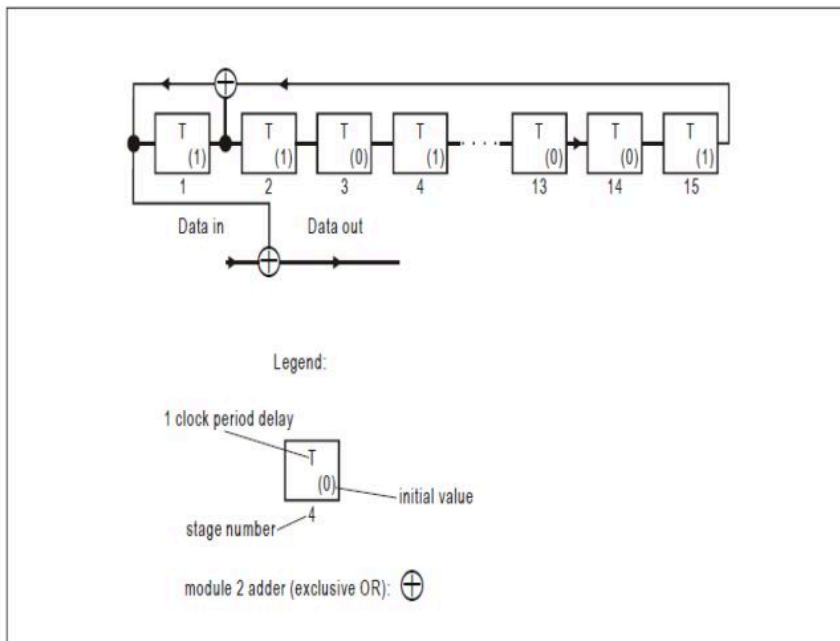 T T T T T T T
(1) (1) (0) (1) (0) (0) (1)
1 2 3 4 13 14 15
Data in Data out
Legend:
1 clock period delay
T
(0)
initial value
4
stage number
module 2 adder (exclusive OR):